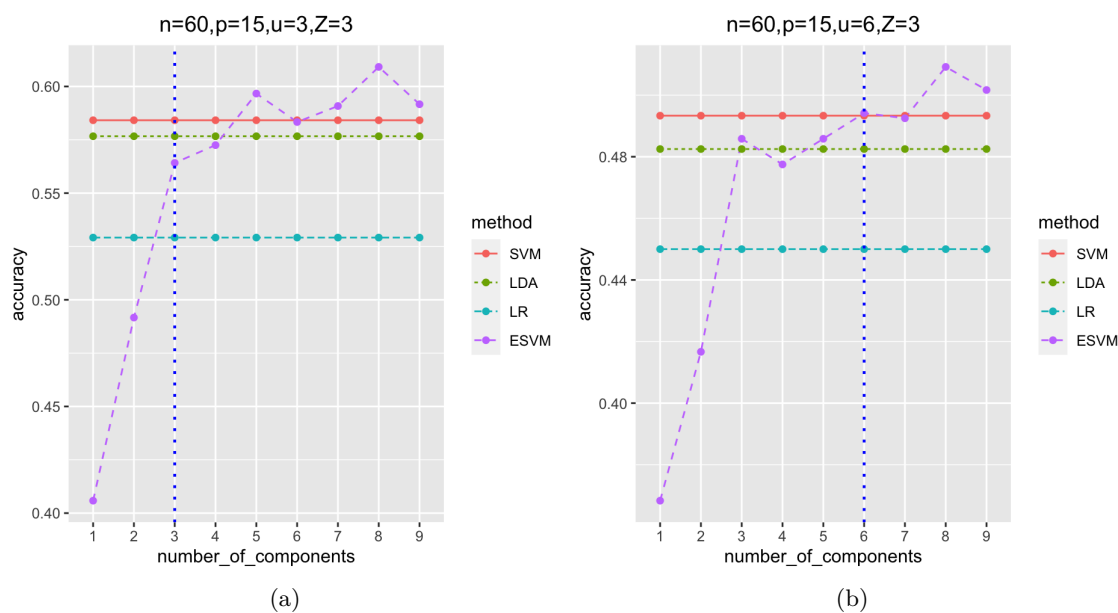 n=60,p=15,u=3,Z=3
accuracy
0.60
0.55
0.50
0.45
0.40
1 2 3 4 5 6 7 8 9
number_of_components
method
SVM
LDA
LR
ESVM
(a)
n=60,p=15,u=6,Z=3
accuracy
0.48
0.44
0.40
1 2 3 4 5 6 7 8 9
number_of_components
method
SVM
LDA
LR
ESVM
(b)